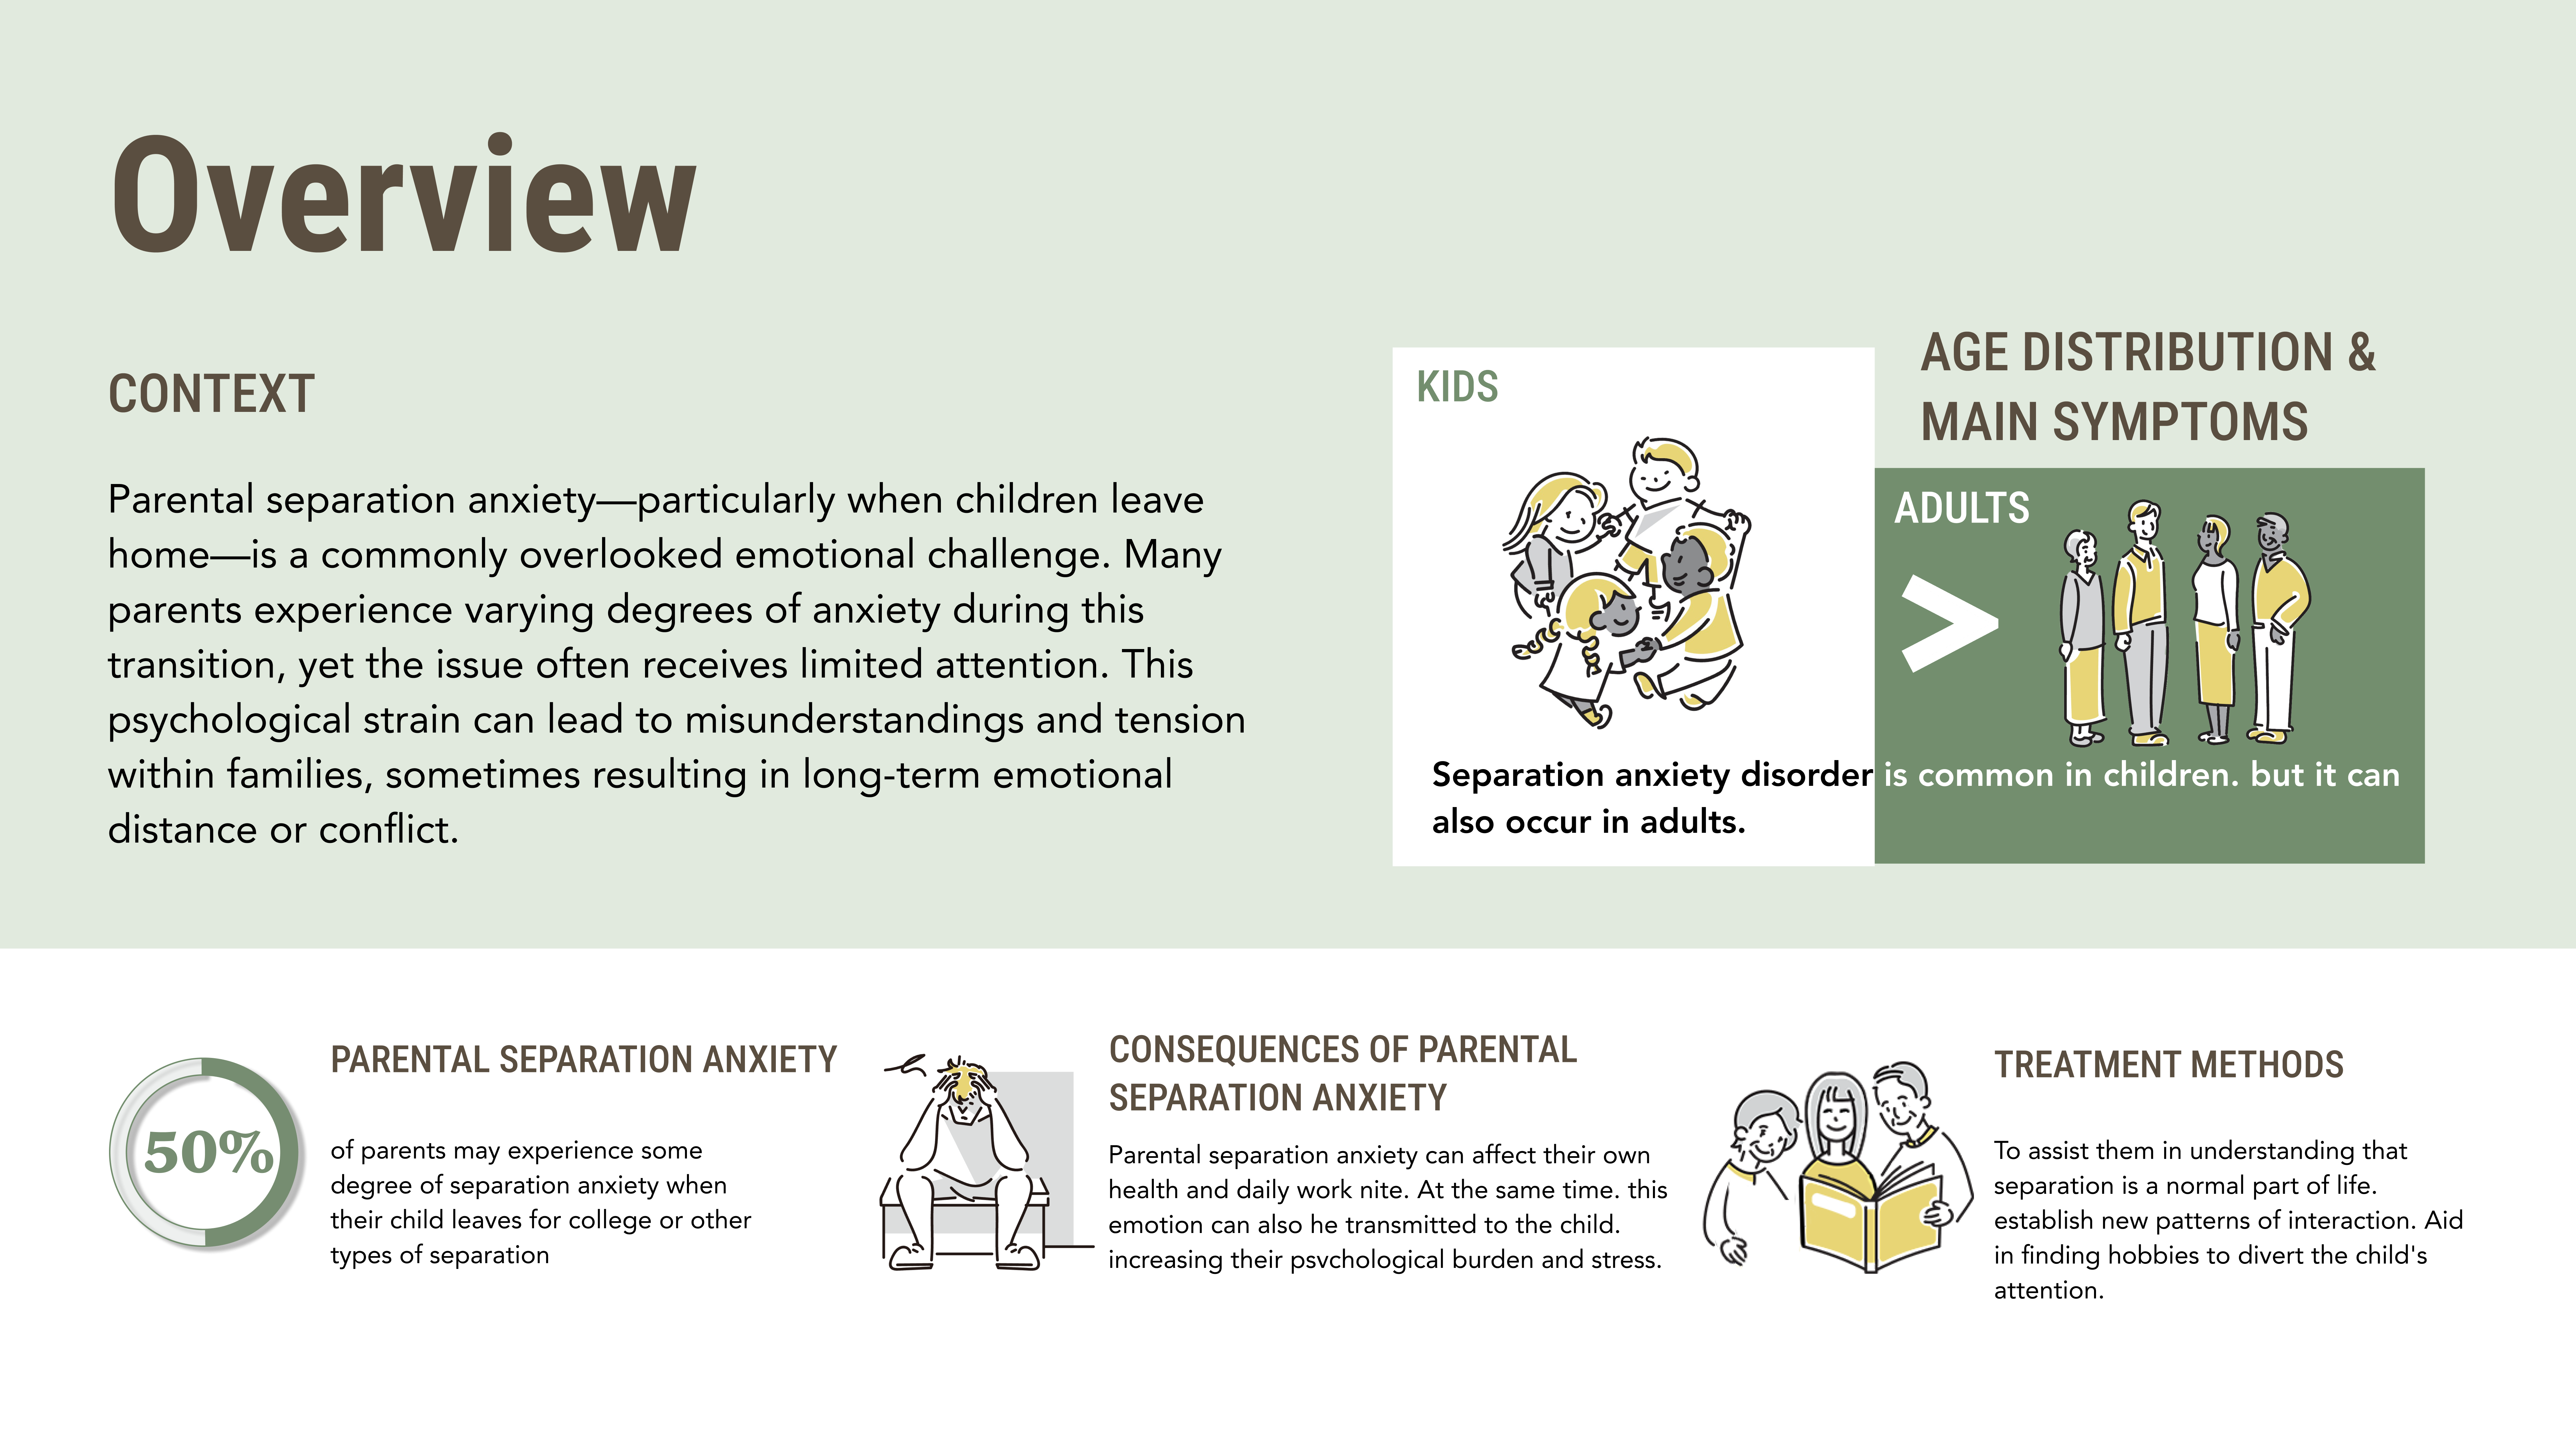 Overview
CONTEXT
Parental separation anxiety—particularly when children leave
home—is a commonly overlooked emotional challenge. Many
parents experience varying degrees of anxiety during this
transition, yet the issue often receives limited attention. This
psychological strain can lead to misunderstandings and tension
within families, sometimes resulting in long-term emotional
distance or conflict.
AGE DISTRIBUTION &
MAIN SYMPTOMS
KIDS
ADULTS
>
Separation anxiety disorder is common in children. but it can
also occur in adults.
50%
PARENTAL SEPARATION ANXIETY
of parents may experience some
degree of separation anxiety when
their child leaves for college or other
types of separation
CONSEQUENCES OF PARENTAL
SEPARATION ANXIETY
Parental separation anxiety can affect their own
health and daily work nite. At the same time. this
emotion can also he transmitted to the child.
increasing their psvchological burden and stress.
TREATMENT METHODS
To assist them in understanding that
separation is a normal part of life.
establish new patterns of interaction. Aid
in finding hobbies to divert the child's
attention.